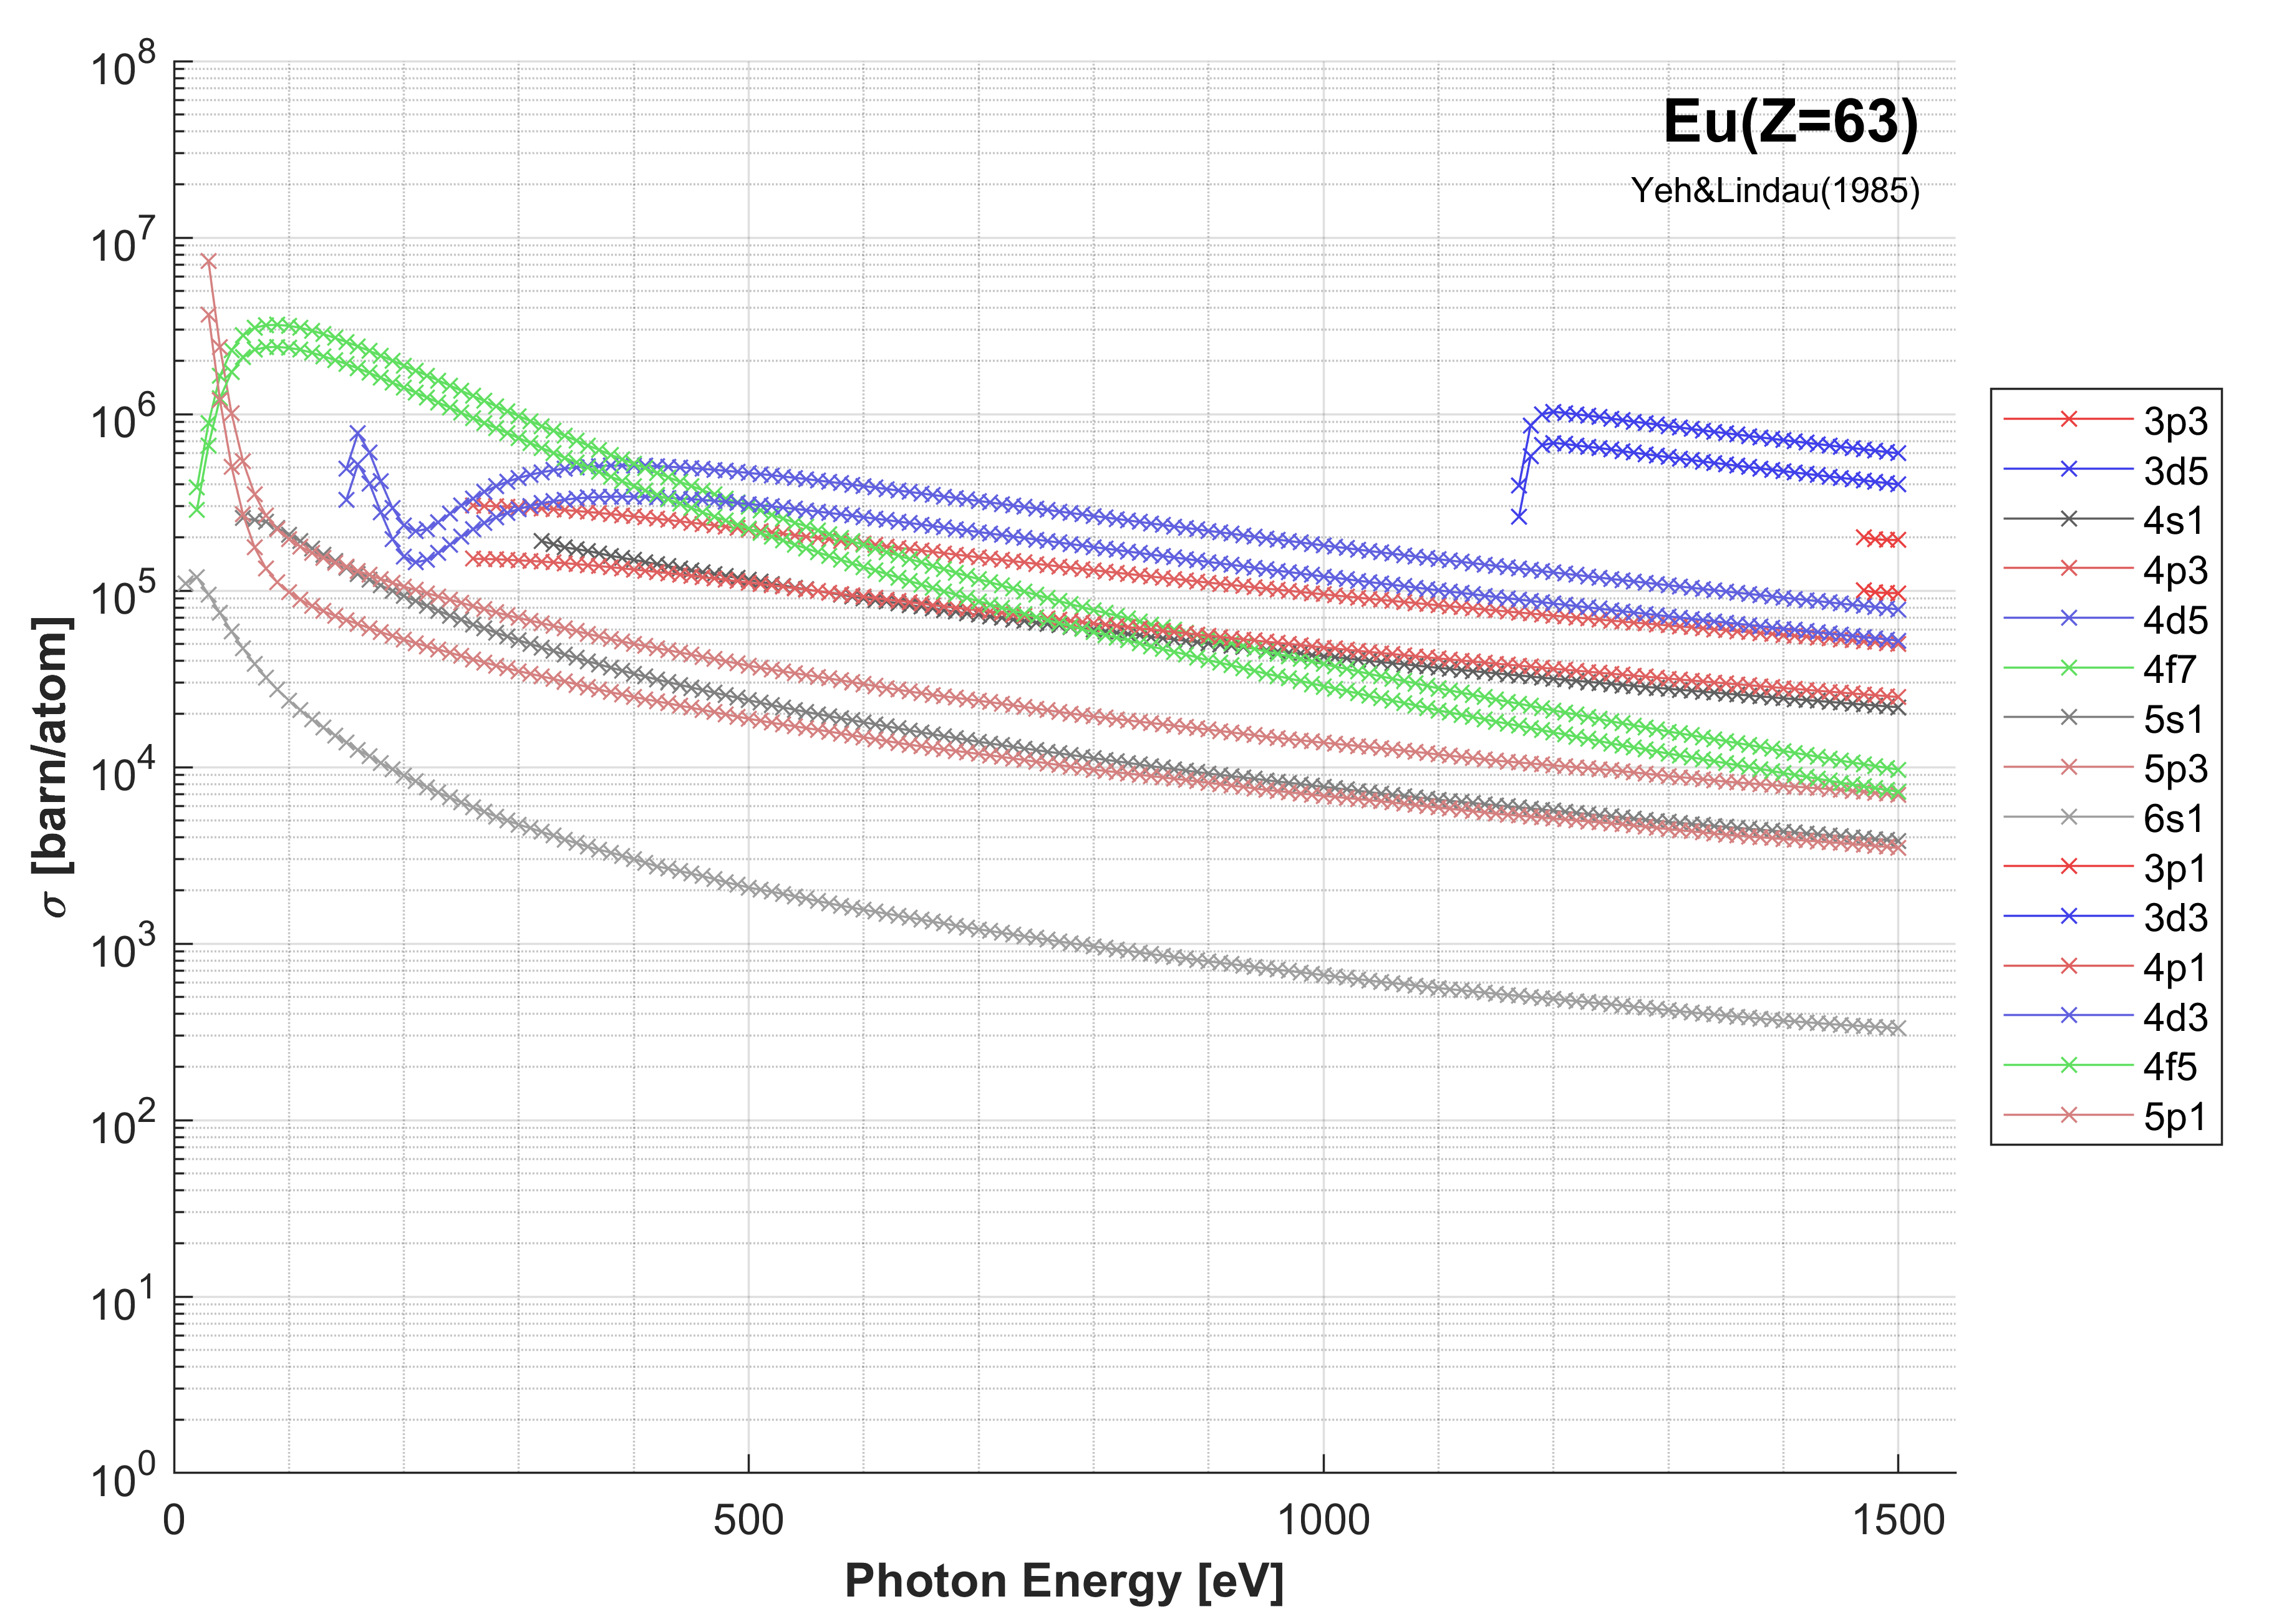 10^8
10^7
10^6
10^5
10^4
10^3
10^2
10^1
10^0
σ [barn/atom]
Eu(Z=63)
Yeh&Lindau(1985)
3p3
3d5
4s1
4p3
4d5
4f7
5s1
5p3
6s1
3p1
3d3
4p1
4d3
4f5
5p1
0 500 1000 1500
Photon Energy [eV]